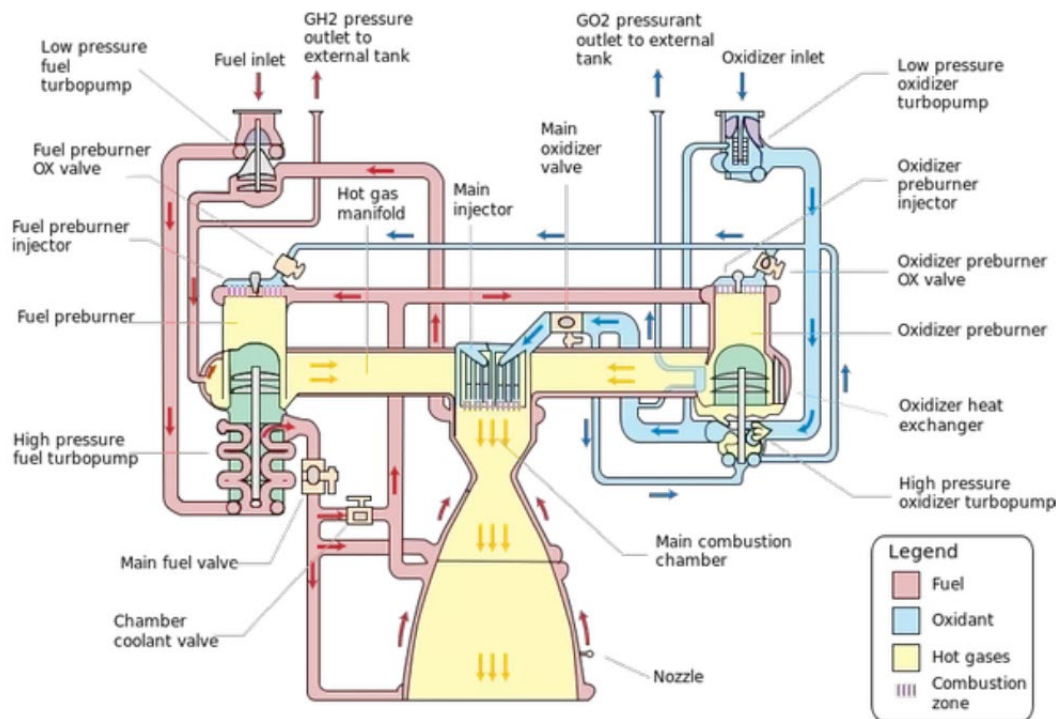 GH2 pressure
outlet to
external tank
GO2 pressurant
outlet to external
tank
Low pressure
fuel
turbopump
Fuel inlet
Oxidizer inlet
Low pressure
oxidizer
turbopump
Main
oxidizer
valve
Fuel preburner
OX valve
Oxidizer
preburner
injector
Hot gas
manifold
Main
injector
Fuel preburner
injector
Oxidizer preburner
OX valve
Fuel preburner
Oxidizer preburner
Oxidizer heat
exchanger
High pressure
fuel turbopump
High pressure
oxidizer turbopump
Main fuel valve
Main combustion
chamber
Chamber
coolant valve
Nozzle
Legend
Fuel
Oxidant
Hot gases
Combustion
zone